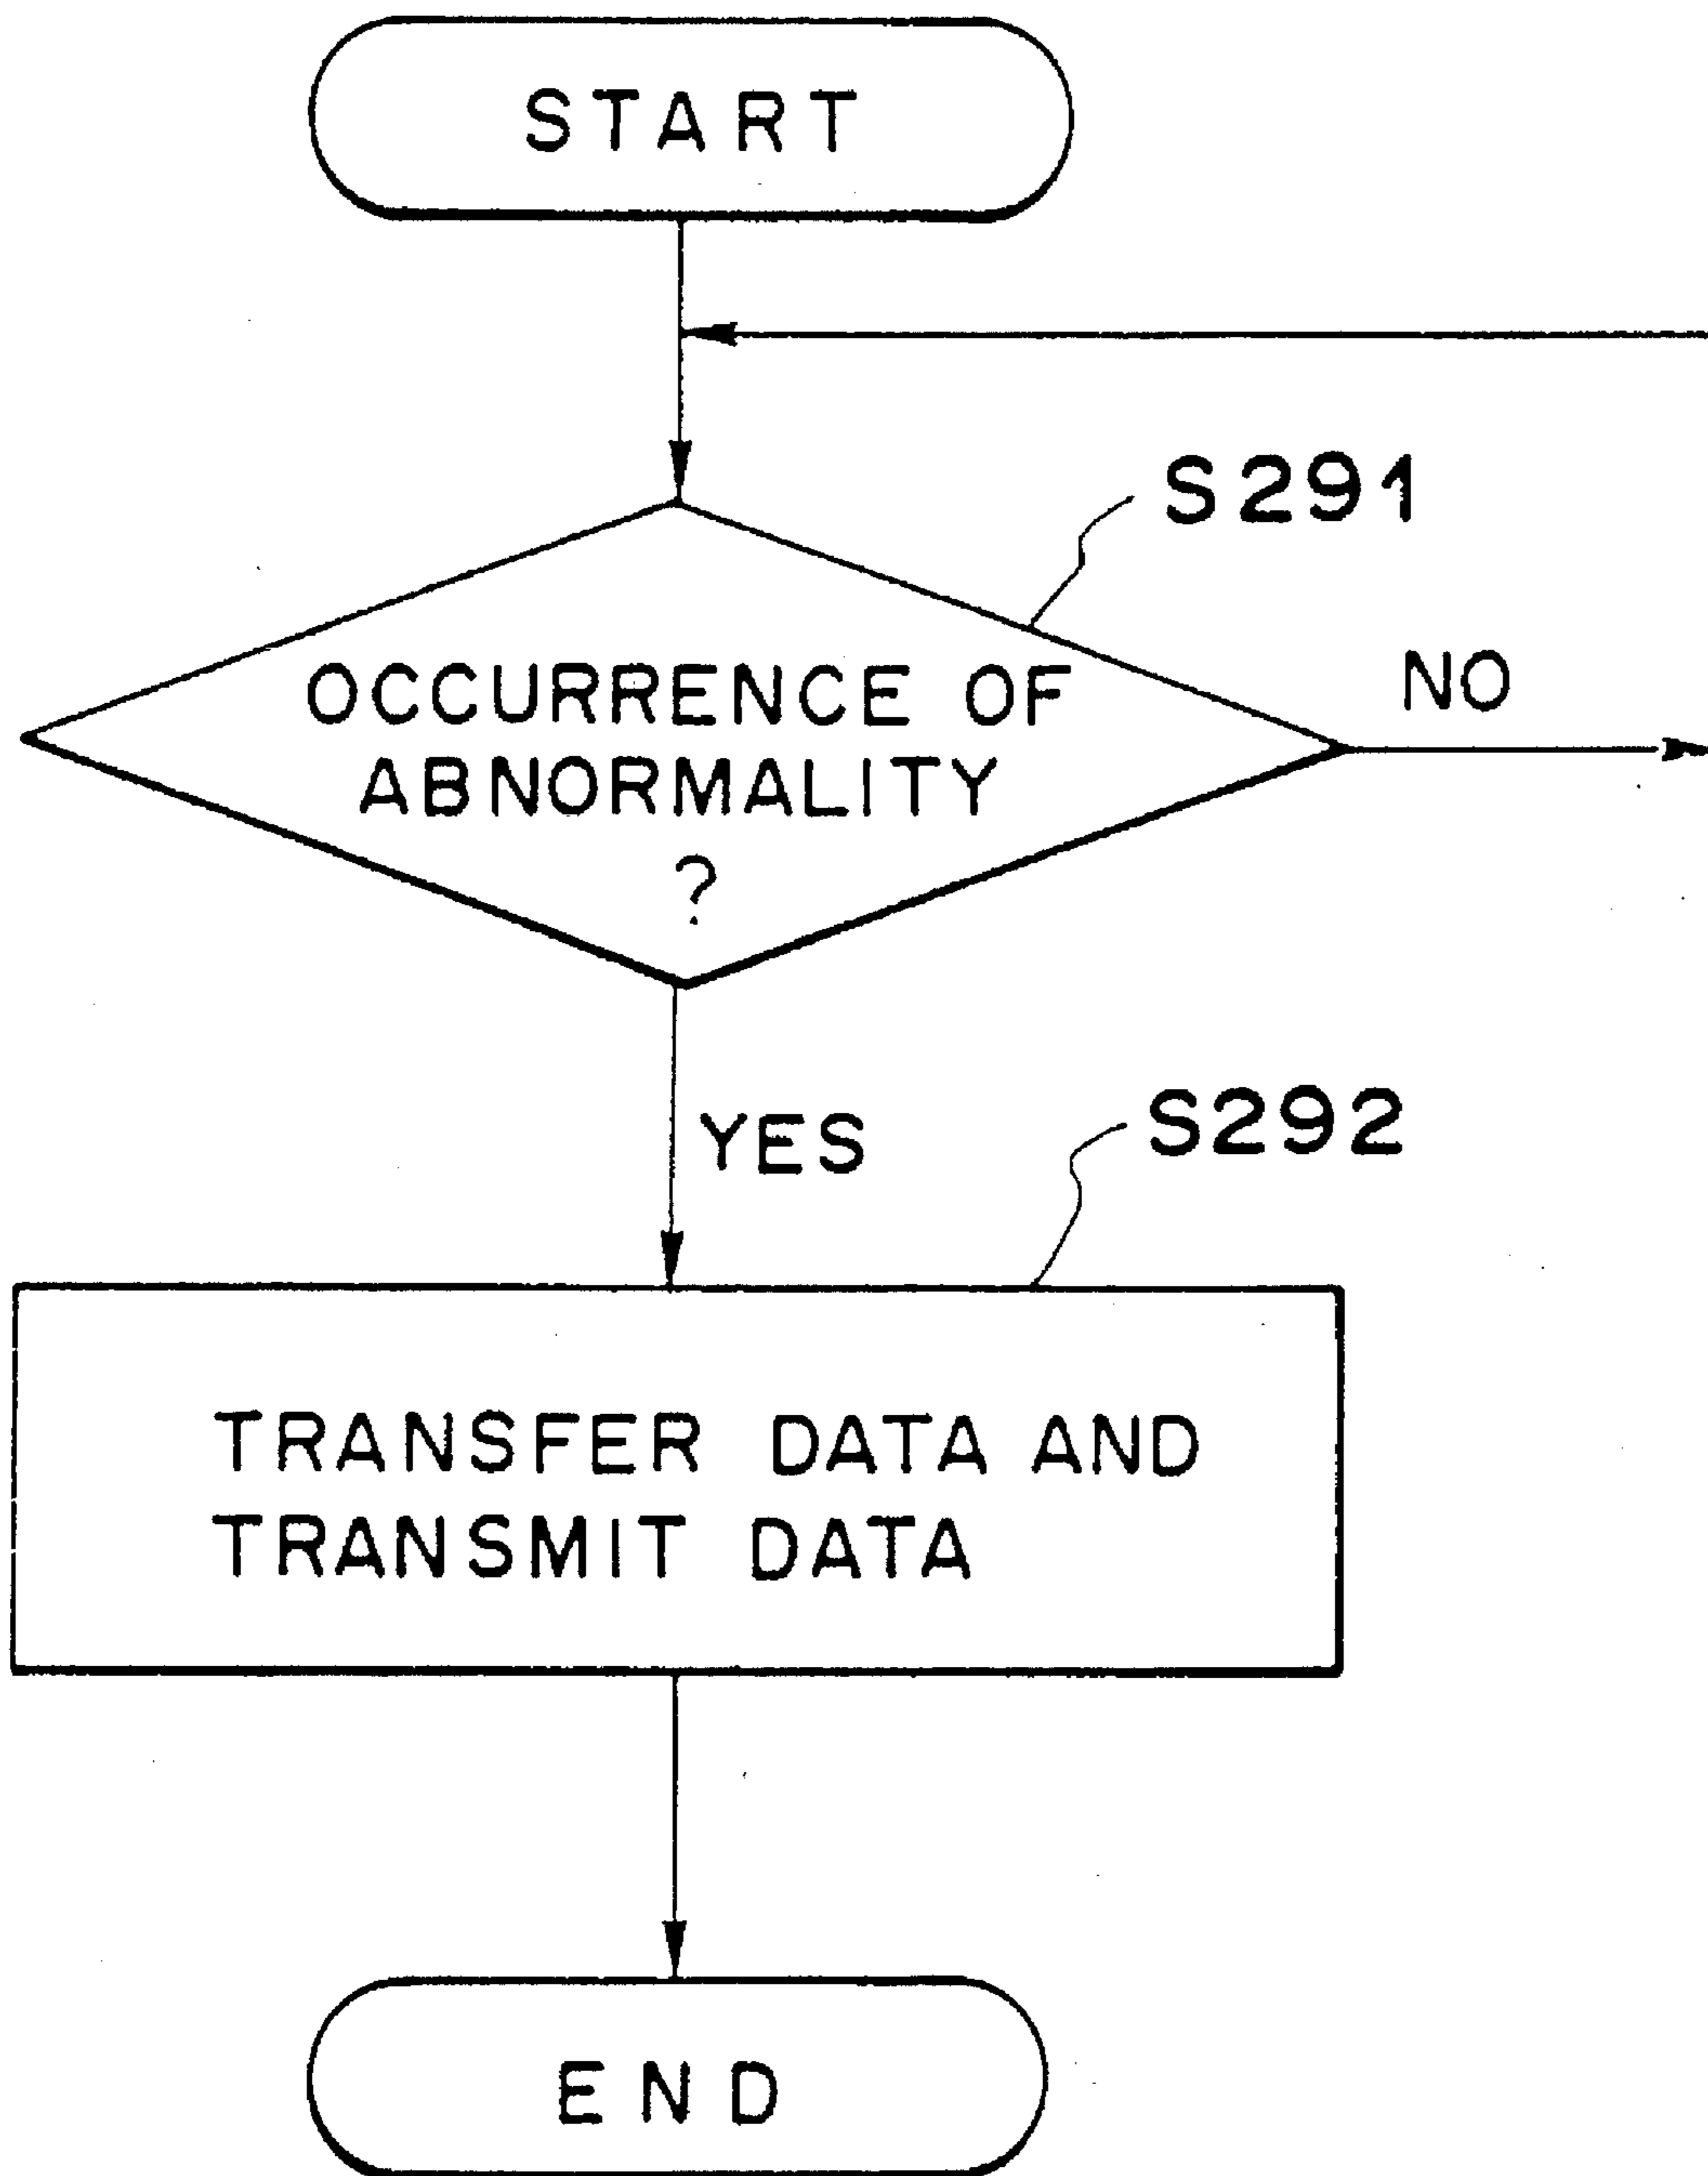 START
S291
OCCURRENCE OF
ABNORMALITY
?
NO
YES
S292
TRANSFER DATA AND
TRANSMIT DATA
END